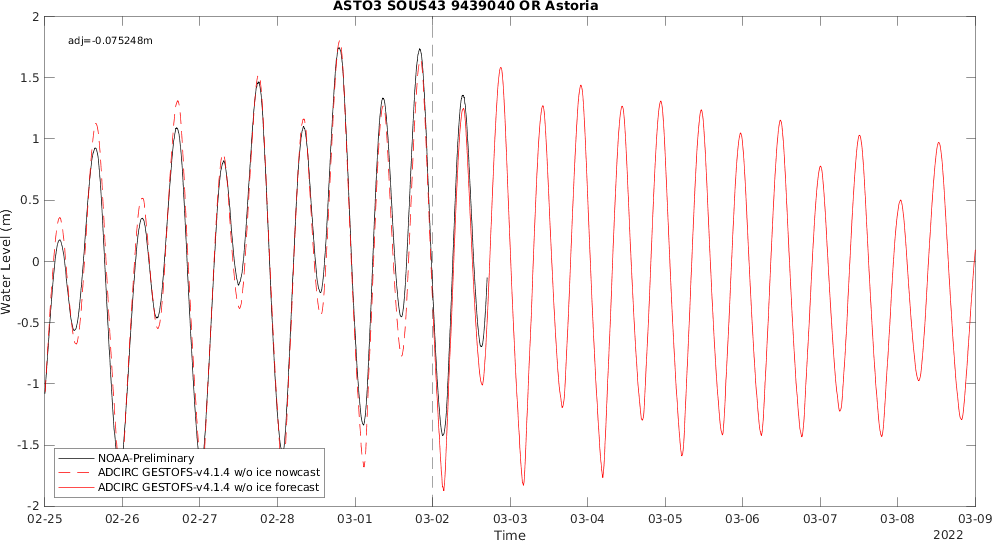 ASTO3 SOUS43 9439040 OR Astoria
adj=-0.075248m
2
1.5
1
0.5
0
-0.5
-1
-1.5
-2
Water Level (m)
NOAA-Preliminary
ADCIRC GESTOFS-v4.1.4 w/o ice nowcast
ADCIRC GESTOFS-v4.1.4 w/o ice forecast
02-25 02-26 02-27 02-28 03-01 03-02 03-03 03-04 03-05 03-06 03-07 03-08 03-09
Time
2022